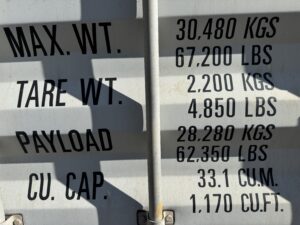 MAX. WT. 30,480 KGS
67,200 LBS
TARE WT. 2,200 KGS
4,850 LBS
PAYLOAD 28,280 KGS
62,350 LBS
CU. CAP. 33.1 CU.M.
1,170 CU.FT.